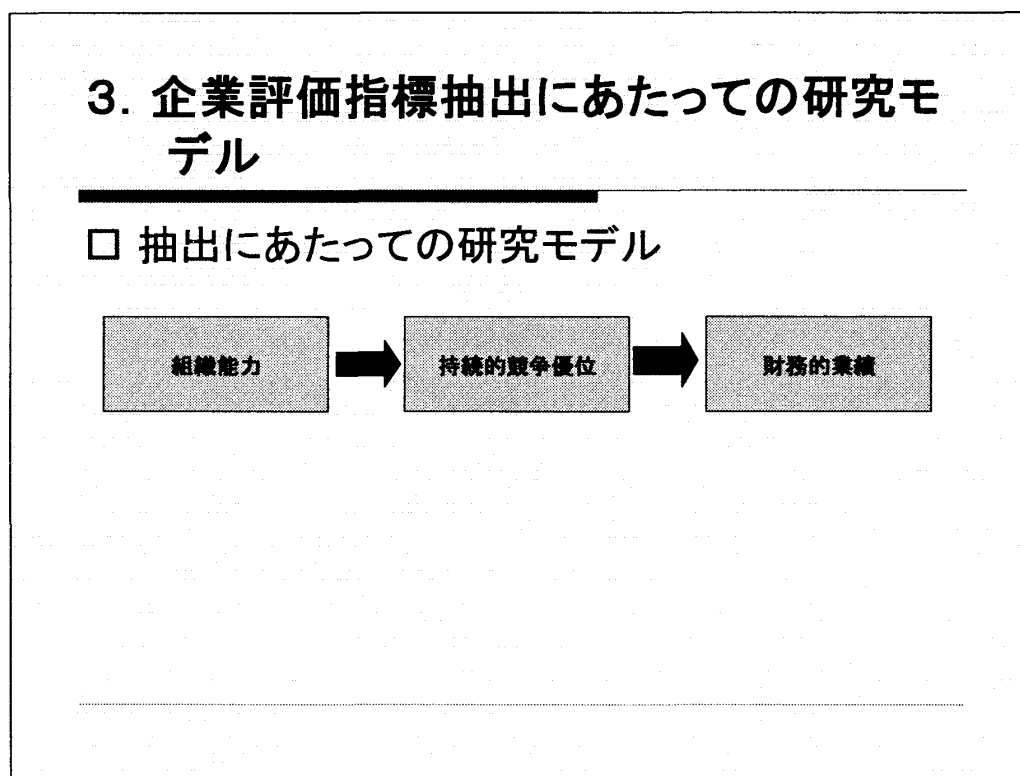 3. 企業評価指標抽出にあたっての研究モ
デル
□ 抽出にあたっての研究モデル
組織能力
持続的競争優位
財務的業績